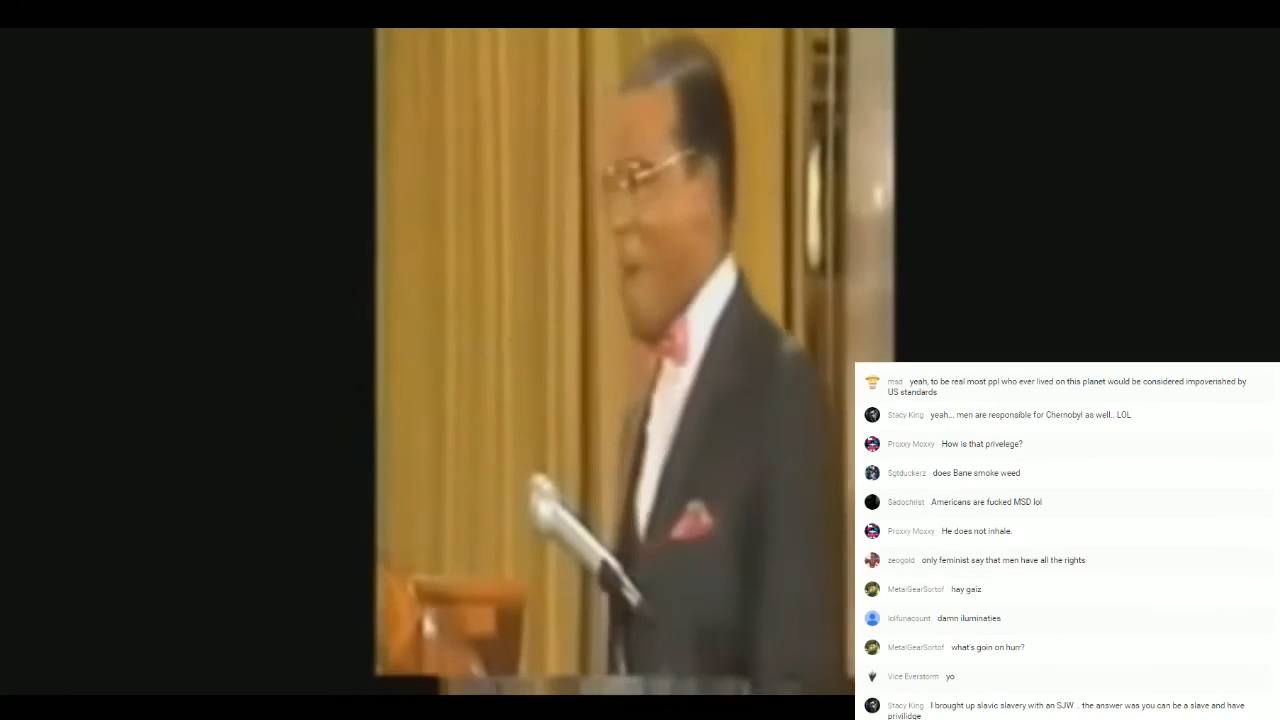 msd yeah, to be real most ppl who ever lived on this planet would be considered impoverished by
US standards
Stacy King yeah... men are responsible for Chernobyl as well.. LOL
Proxxy Moxxy How is that privelege?
Sgtduckerz does Bane smoke weed
Sadochrist Americans are fucked MSD lol
Proxxy Moxxy He does not inhale.
zeogold only feminist say that men have all the rights
MetalGearSortof hay gaiz
lolfunacount damn iluminaties
MetalGearSortof what's goin on hurr?
Vice Everstorm yo
Stacy King I brought up slavic slavery with an SJW .. the answer was you can be a slave and have
privilidge